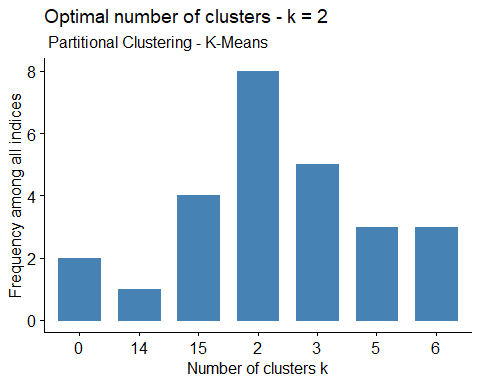 Optimal number of clusters - k = 2
Partitional Clustering - K-Means
Frequency among all indices
8
6
4
2
0
0 14 15 2 3 5 6
Number of clusters k